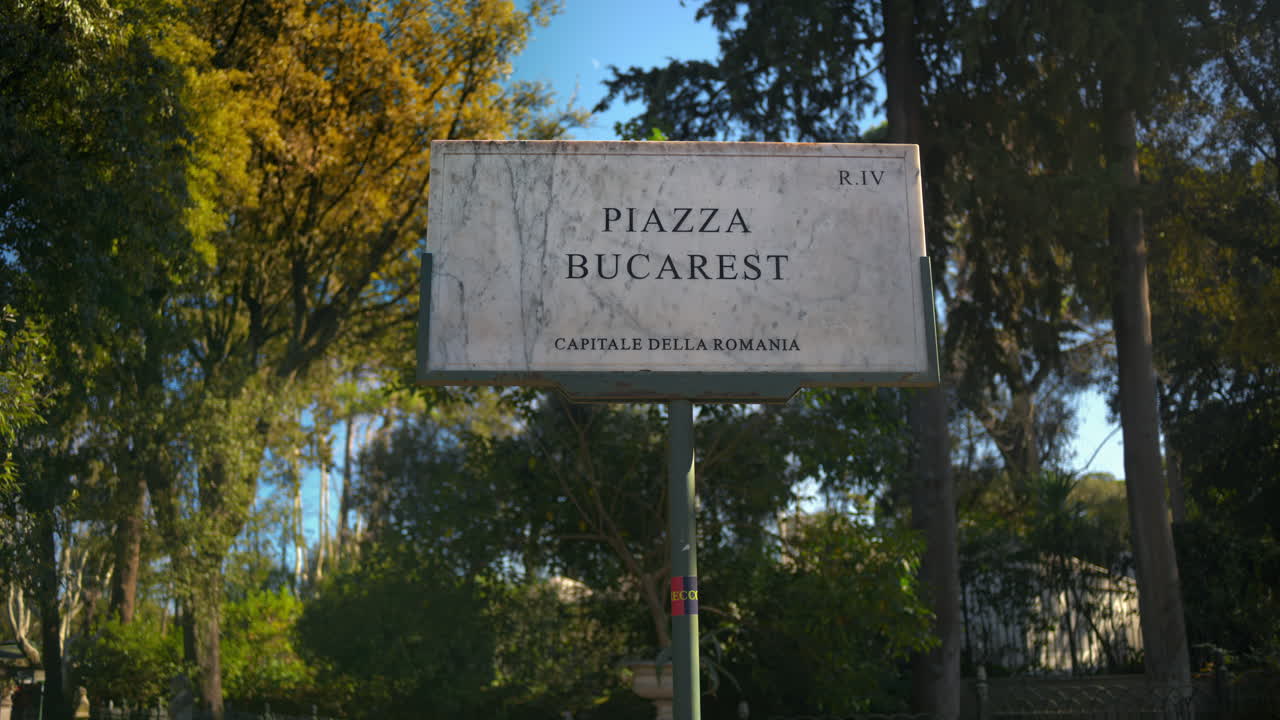 R.IV
PIAZZA
BUCAREST
CAPITALE DELLA ROMANIA